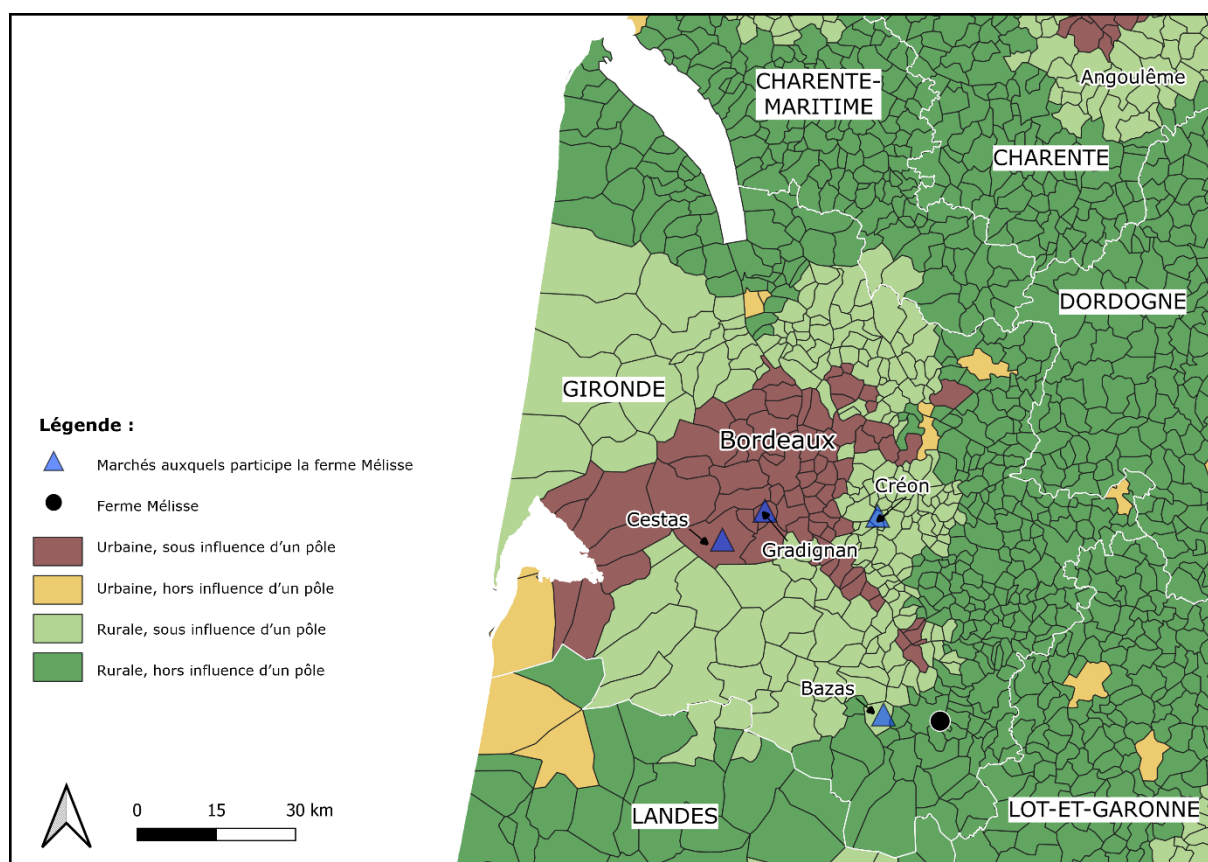 CHARENTE-
MARITIME
Angoulême
CHARENTE
DORDOGNE
GIRONDE
Bordeaux
Créon
Cestas
Gradignan
Bazas
LANDES
LOT-ET-GARONNE
Légende :
Marchés auxquels participe la ferme Mélisse
Ferme Mélisse
Urbaine, sous influence d’un pôle
Urbaine, hors influence d’un pôle
Rurale, sous influence d’un pôle
Rurale, hors influence d’un pôle
0 15 30 km